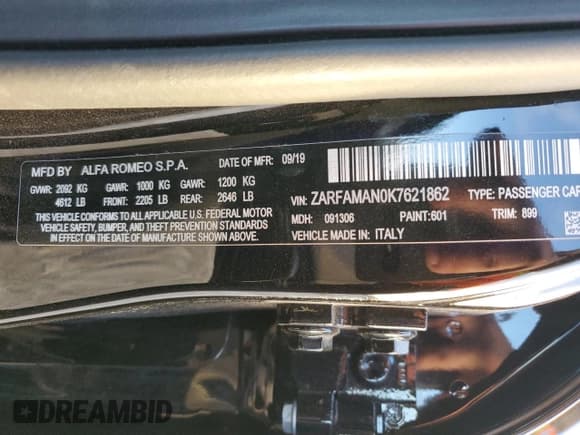 MFD BY ALFA ROMEO S.P.A. DATE OF MFR: 09/19
GVWR: 2092 KG GAWR: 1000 KG GAWR: 1200 KG
4612 LB FRONT: 2205 LB REAR: 2646 LB
THIS VEHICLE CONFORMS TO ALL APPLICABLE U.S. FEDERAL MOTOR
VEHICLE SAFETY, BUMPER, AND THEFT PREVENTION STANDARDS
IN EFFECT ON THE DATE OF MANUFACTURE SHOWN ABOVE.
VIN: ZARFAMAN0K7621862 TYPE: PASSENGER CAR
MDH: 091306 PAINT:601 TRIM: 899
VEHICLE MADE IN: ITALY
DREAMBID